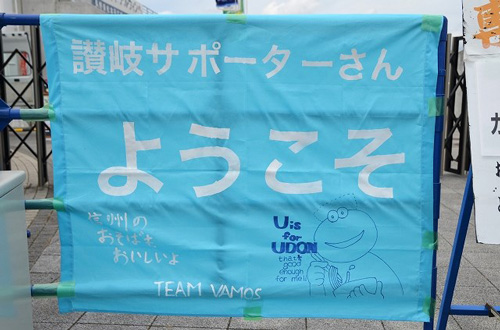 讃岐サポーターさん
ようこそ
信州の
おそばも
おいしいよ
U is
for
UDON
that's
good
enough
for me!!
TEAM VAMOS